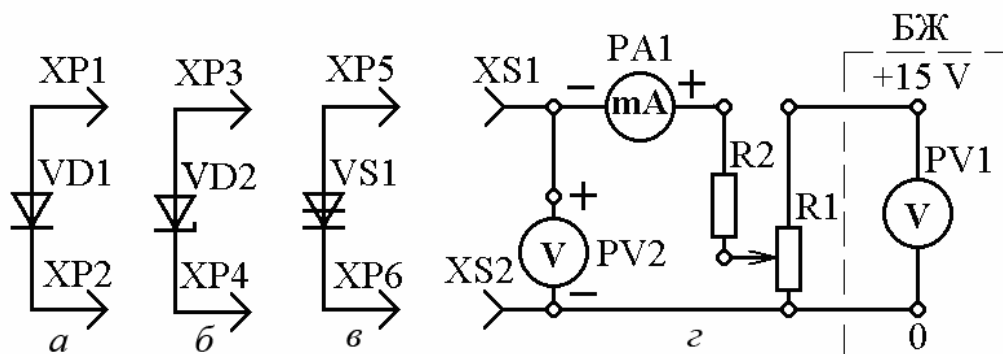 БЖ
PA1
XP1 XP3 XP5 XS1 − + +15 V
mA
VD1 VD2 VS1 R2 R1 PV1
+ V
V
XP2 XP4 XP6 XS2 PV2
−
а б в г 0